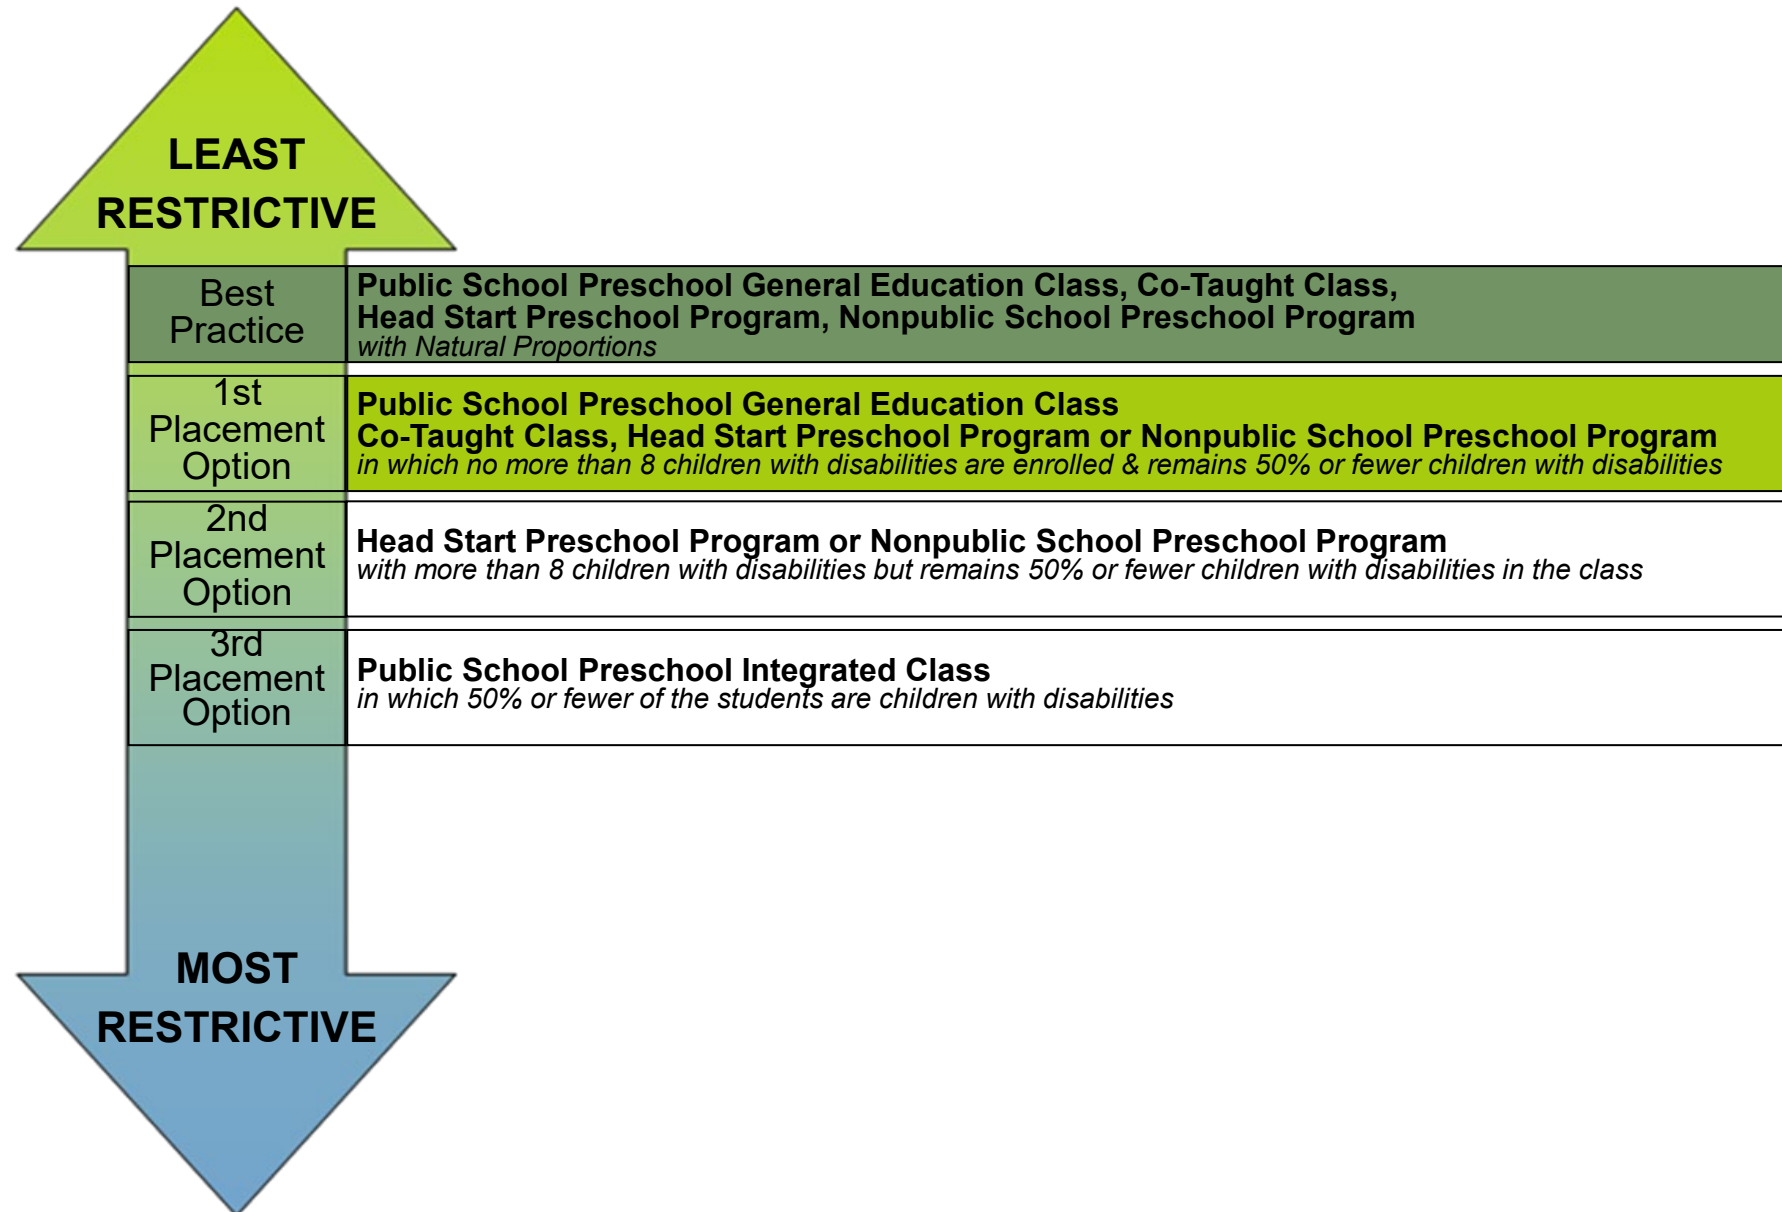 LEAST
RESTRICTIVE
Best
Practice
Public School Preschool General Education Class, Co-Taught Class,
Head Start Preschool Program, Nonpublic School Preschool Program
with Natural Proportions
1st
Placement
Option
Public School Preschool General Education Class
Co-Taught Class, Head Start Preschool Program or Nonpublic School Preschool Program
in which no more than 8 children with disabilities are enrolled & remains 50% or fewer children with disabilities
2nd
Placement
Option
Head Start Preschool Program or Nonpublic School Preschool Program
with more than 8 children with disabilities but remains 50% or fewer children with disabilities in the class
3rd
Placement
Option
Public School Preschool Integrated Class
in which 50% or fewer of the students are children with disabilities
MOST
RESTRICTIVE